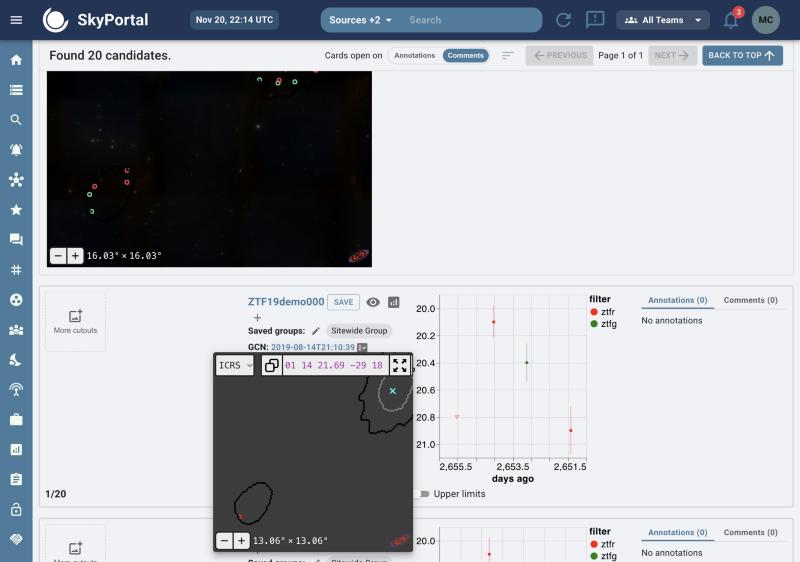 SkyPortal
Nov 20, 22:14 UTC
Sources +2
Search
All Teams
3
MC
Found 20 candidates.
Cards open on
Annotations
Comments
PREVIOUS
Page 1 of 1
NEXT
BACK TO TOP
− + 16.03° × 16.03°
More cutouts
ZTF19demo000
SAVE
Saved groups:
Sitewide Group
GCN: 2019-08-14T21:10:39
ICRS
01 14 21.69 −29 18
− + 13.06° × 13.06°
1/20
20.0
20.2
20.4
20.6
20.8
21.0
2,655.5
2,653.5
2,651.5
days ago
filter
ztfr
ztfg
Upper limits
Annotations (0)
Comments (0)
No annotations
More cutouts
Saved groups:
Sitewide Group
20.0
filter
ztfr
ztfg
Annotations (0)
Comments (0)
No annotations